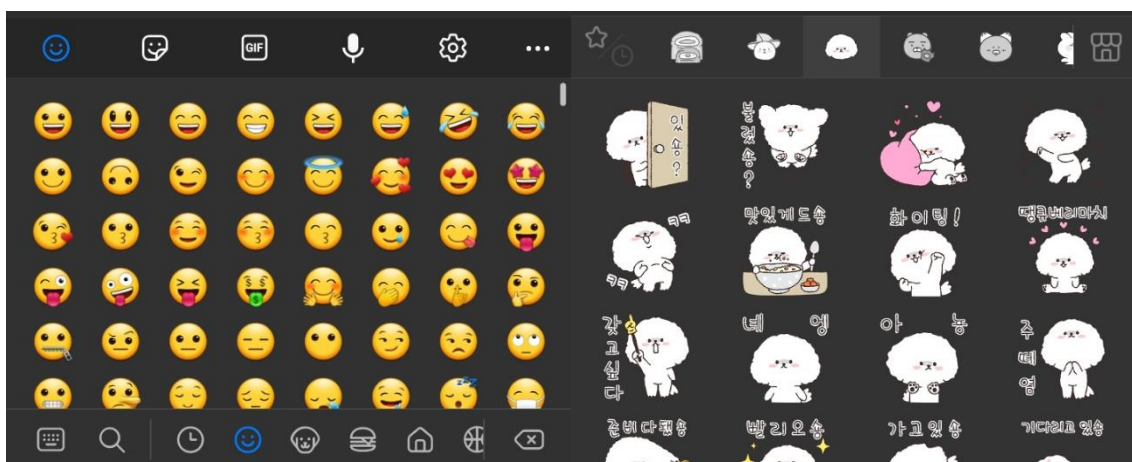 GIF
있숑?
불렀숑?
ㅋㅋ
ㅋㅋ
맛있게드숑
화이팅!
땡큐베리마치
갖고싶다
네 엥
아 농
주떼염
준비다됐숑
빨리오숑
가고있숑
기다리고있숑